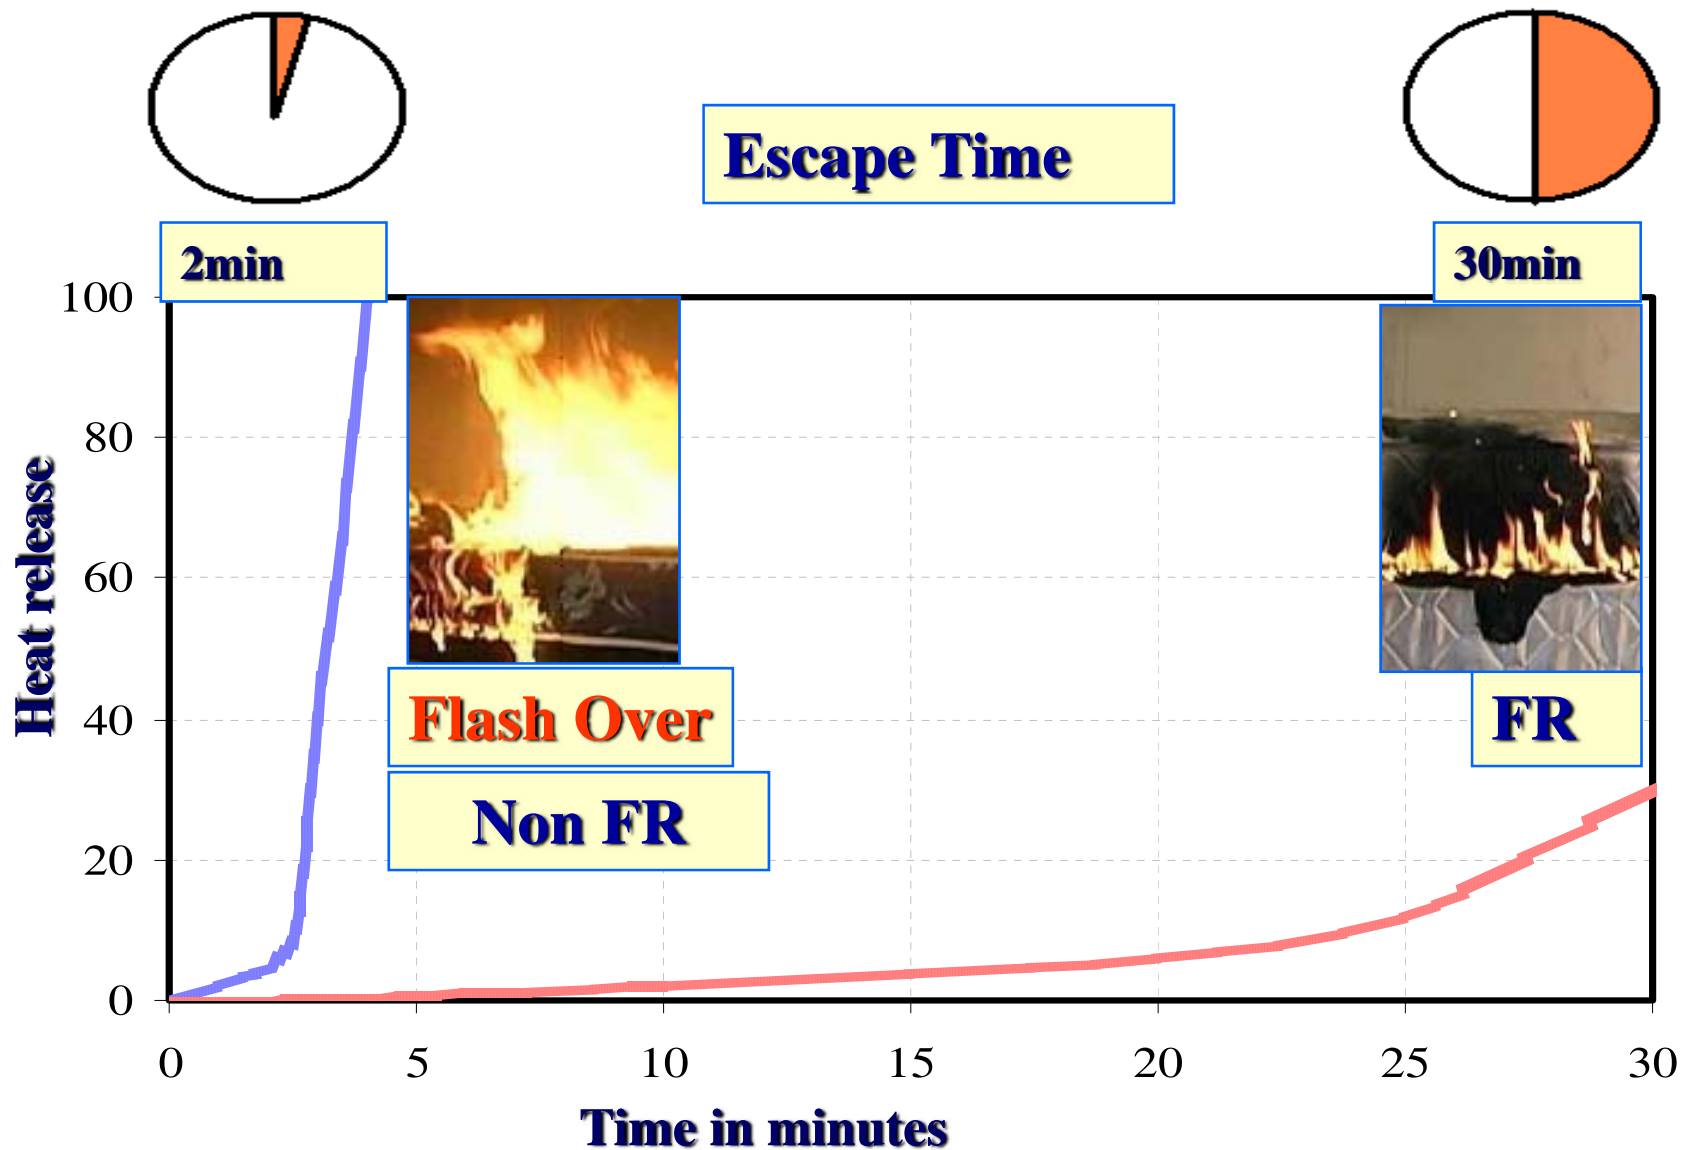 Escape Time
2min
30min
100
80
60
40
20
0
Heat release
Flash Over
Non FR
FR
0 5 10 15 20 25 30
Time in minutes